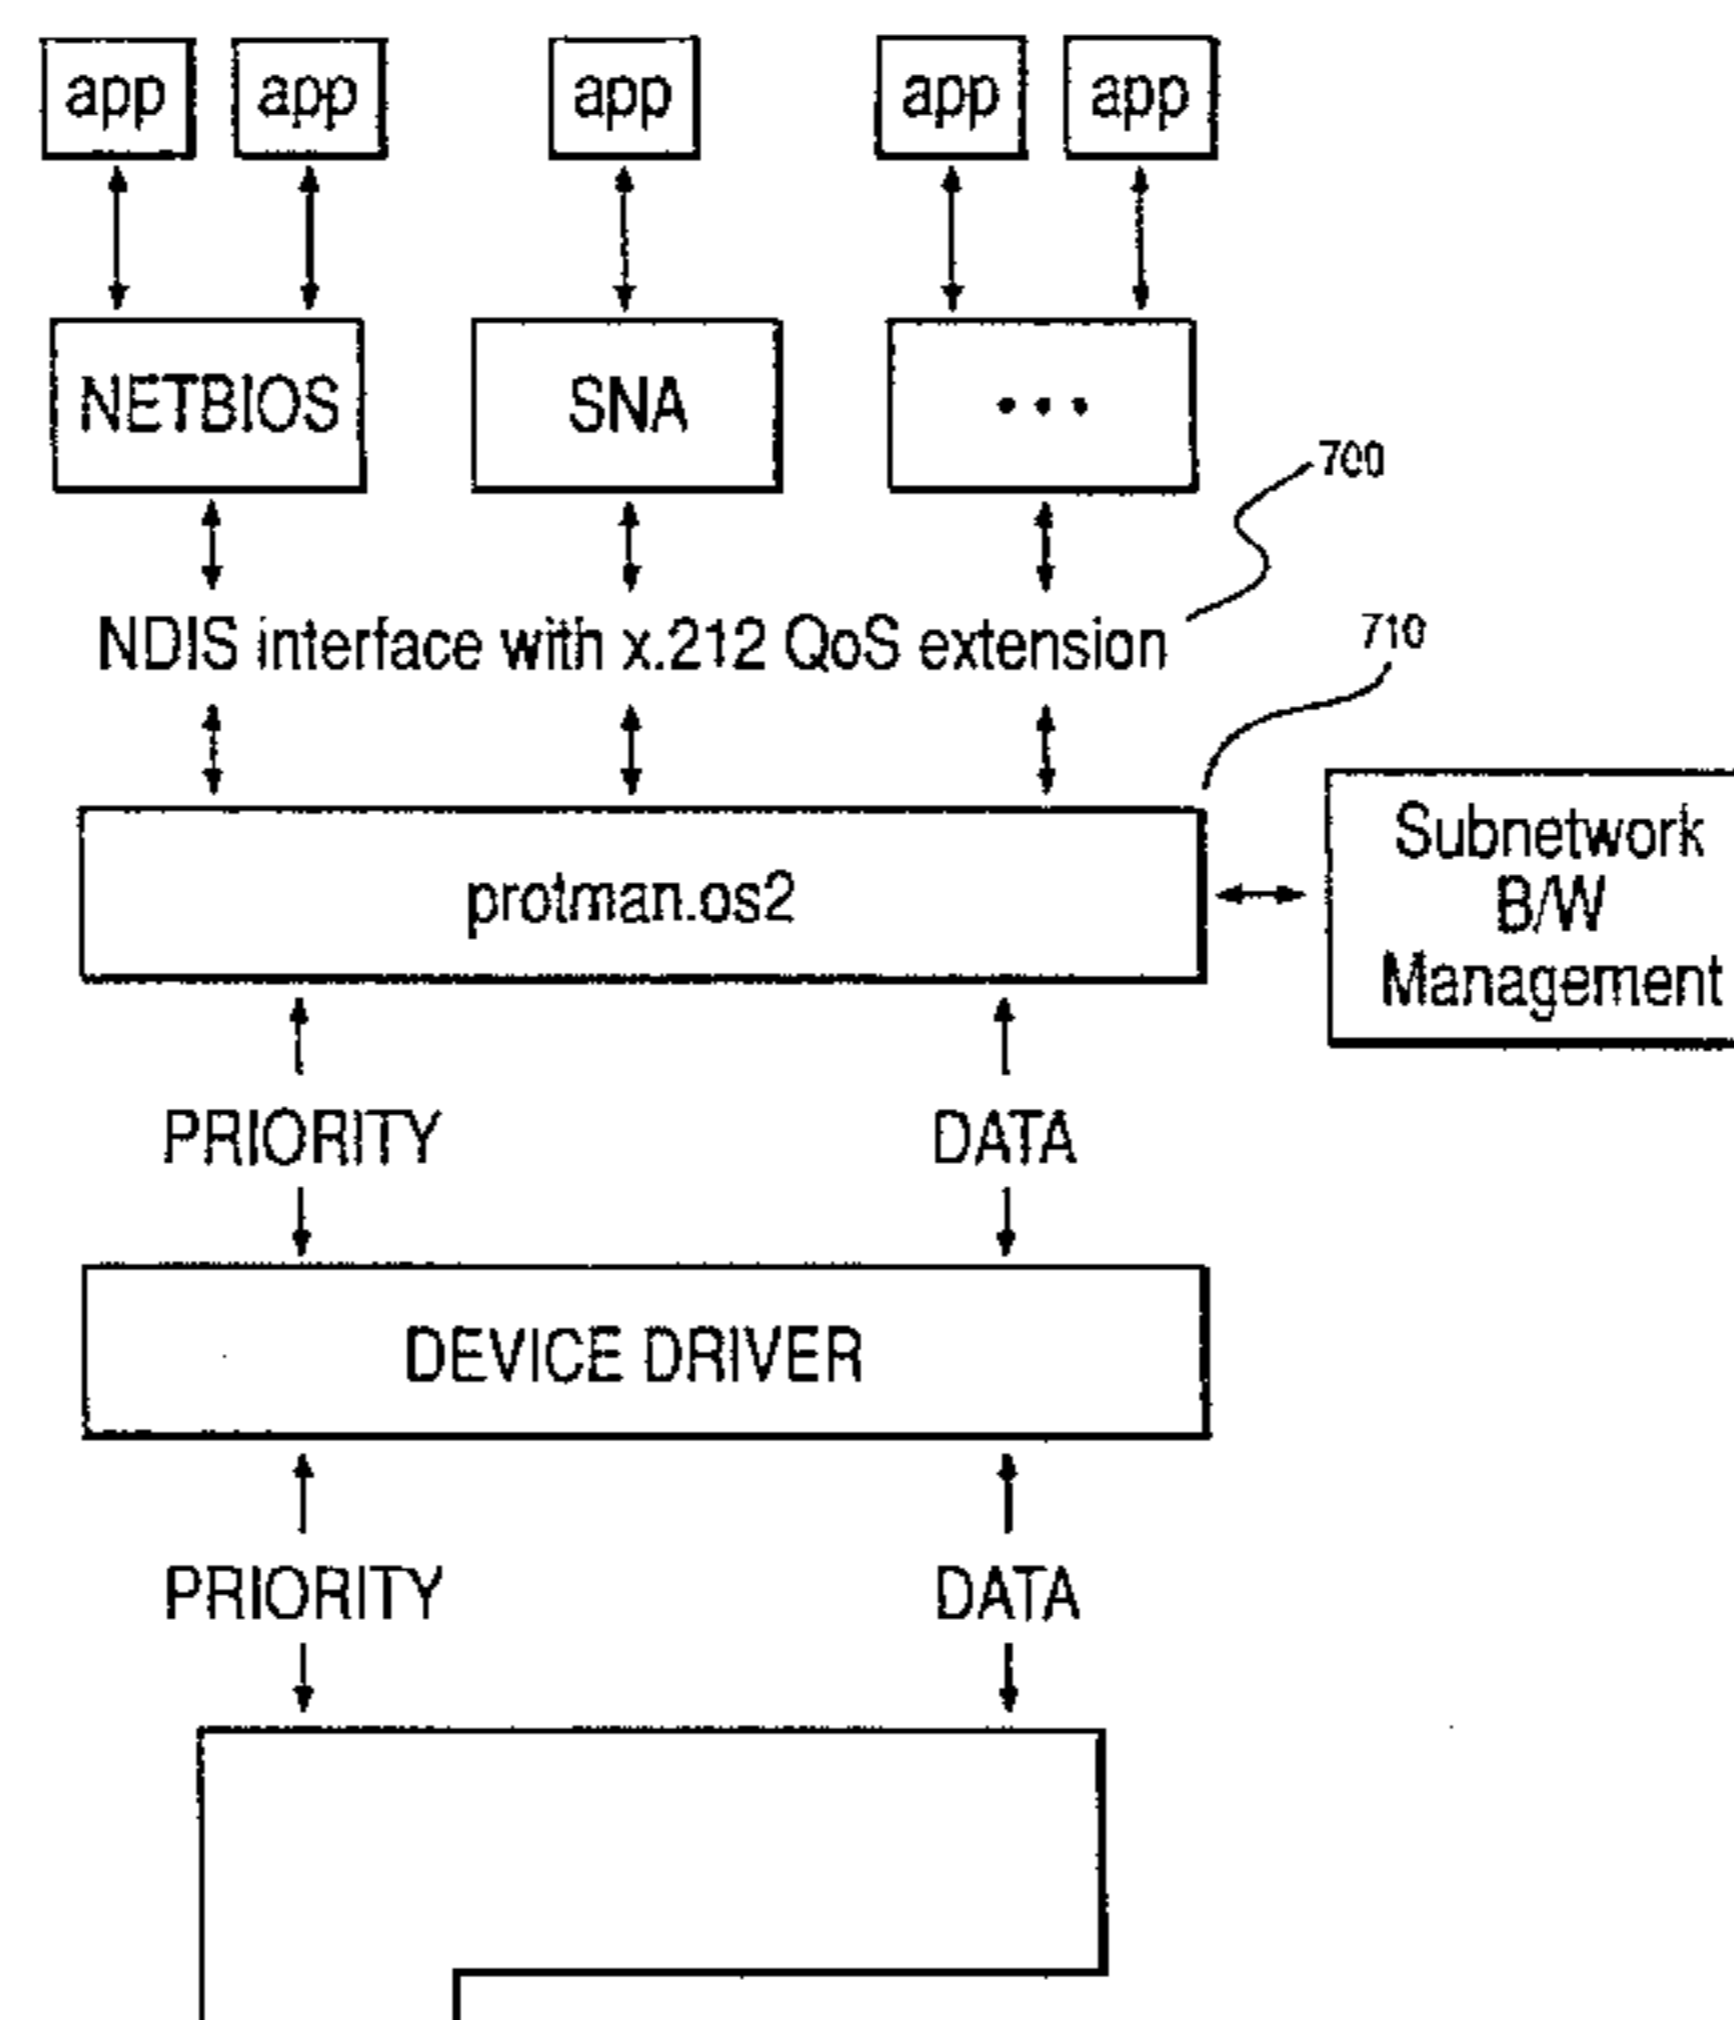 app app app app app
NETBIOS SNA •••
700
NDIS interface with x.212 QoS extension
710
protman.os2
Subnetwork
B/W
Management
PRIORITY DATA
DEVICE DRIVER
PRIORITY DATA